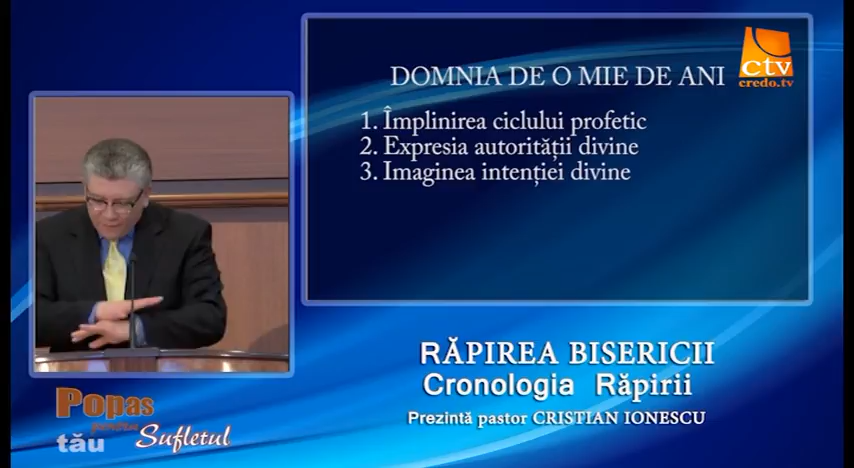 DOMNIA DE O MIE DE ANI
1. Împlinirea ciclului profetic
2. Expresia autorității divine
3. Imaginea intenției divine
ctv
credo.tv
RĂPIREA BISERICII
Cronologia Răpirii
Prezintă pastor CRISTIAN IONESCU
Popas
pentru
Sufletul
tău